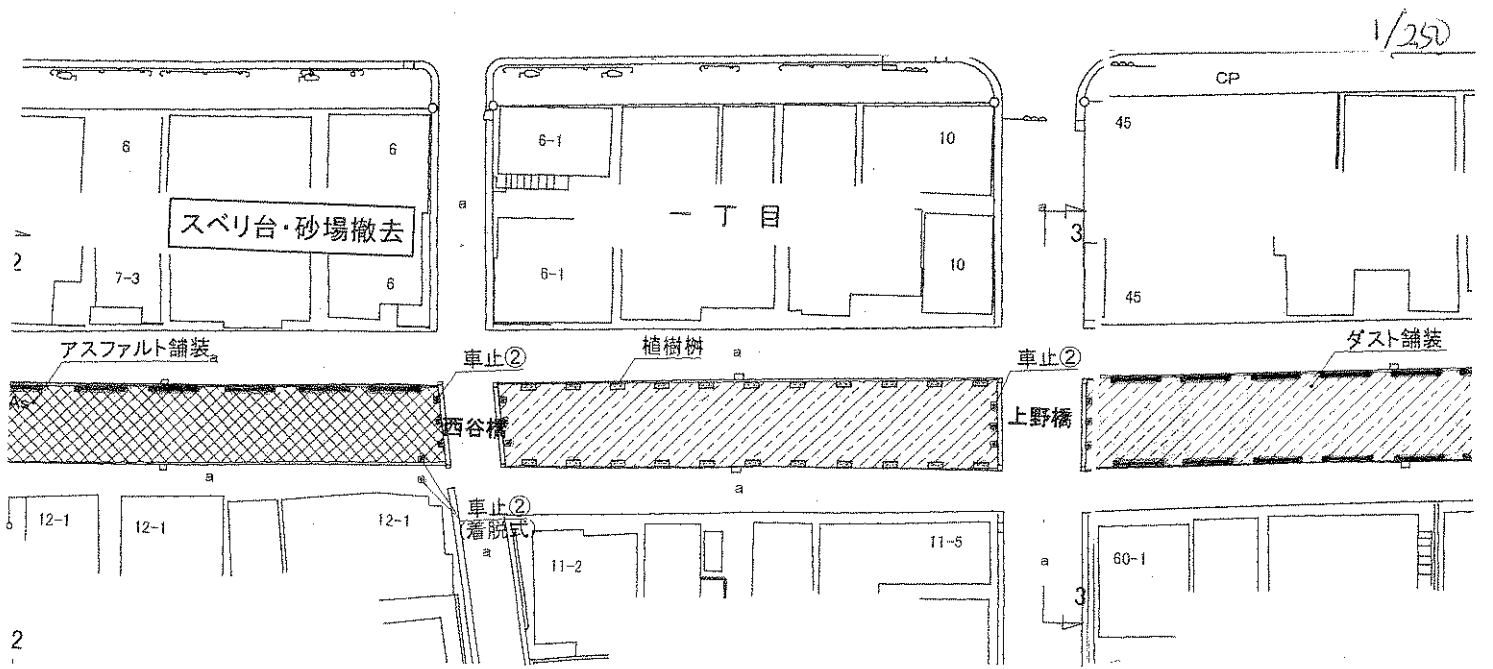 1/250
CP
6
6
6-1
10
45
スベリ台・砂場撤去
a
一丁目
a
3
2
7-3
6
6-1
10
45
アスファルト舗装
a
車止②
植樹桝
a
車止②
ダスト舗装
As
西谷橋
上野橋
a
a
12-1
12-1
12-1
車止②
(着脱式)
a
11-2
11-5
a
60-1
3
2